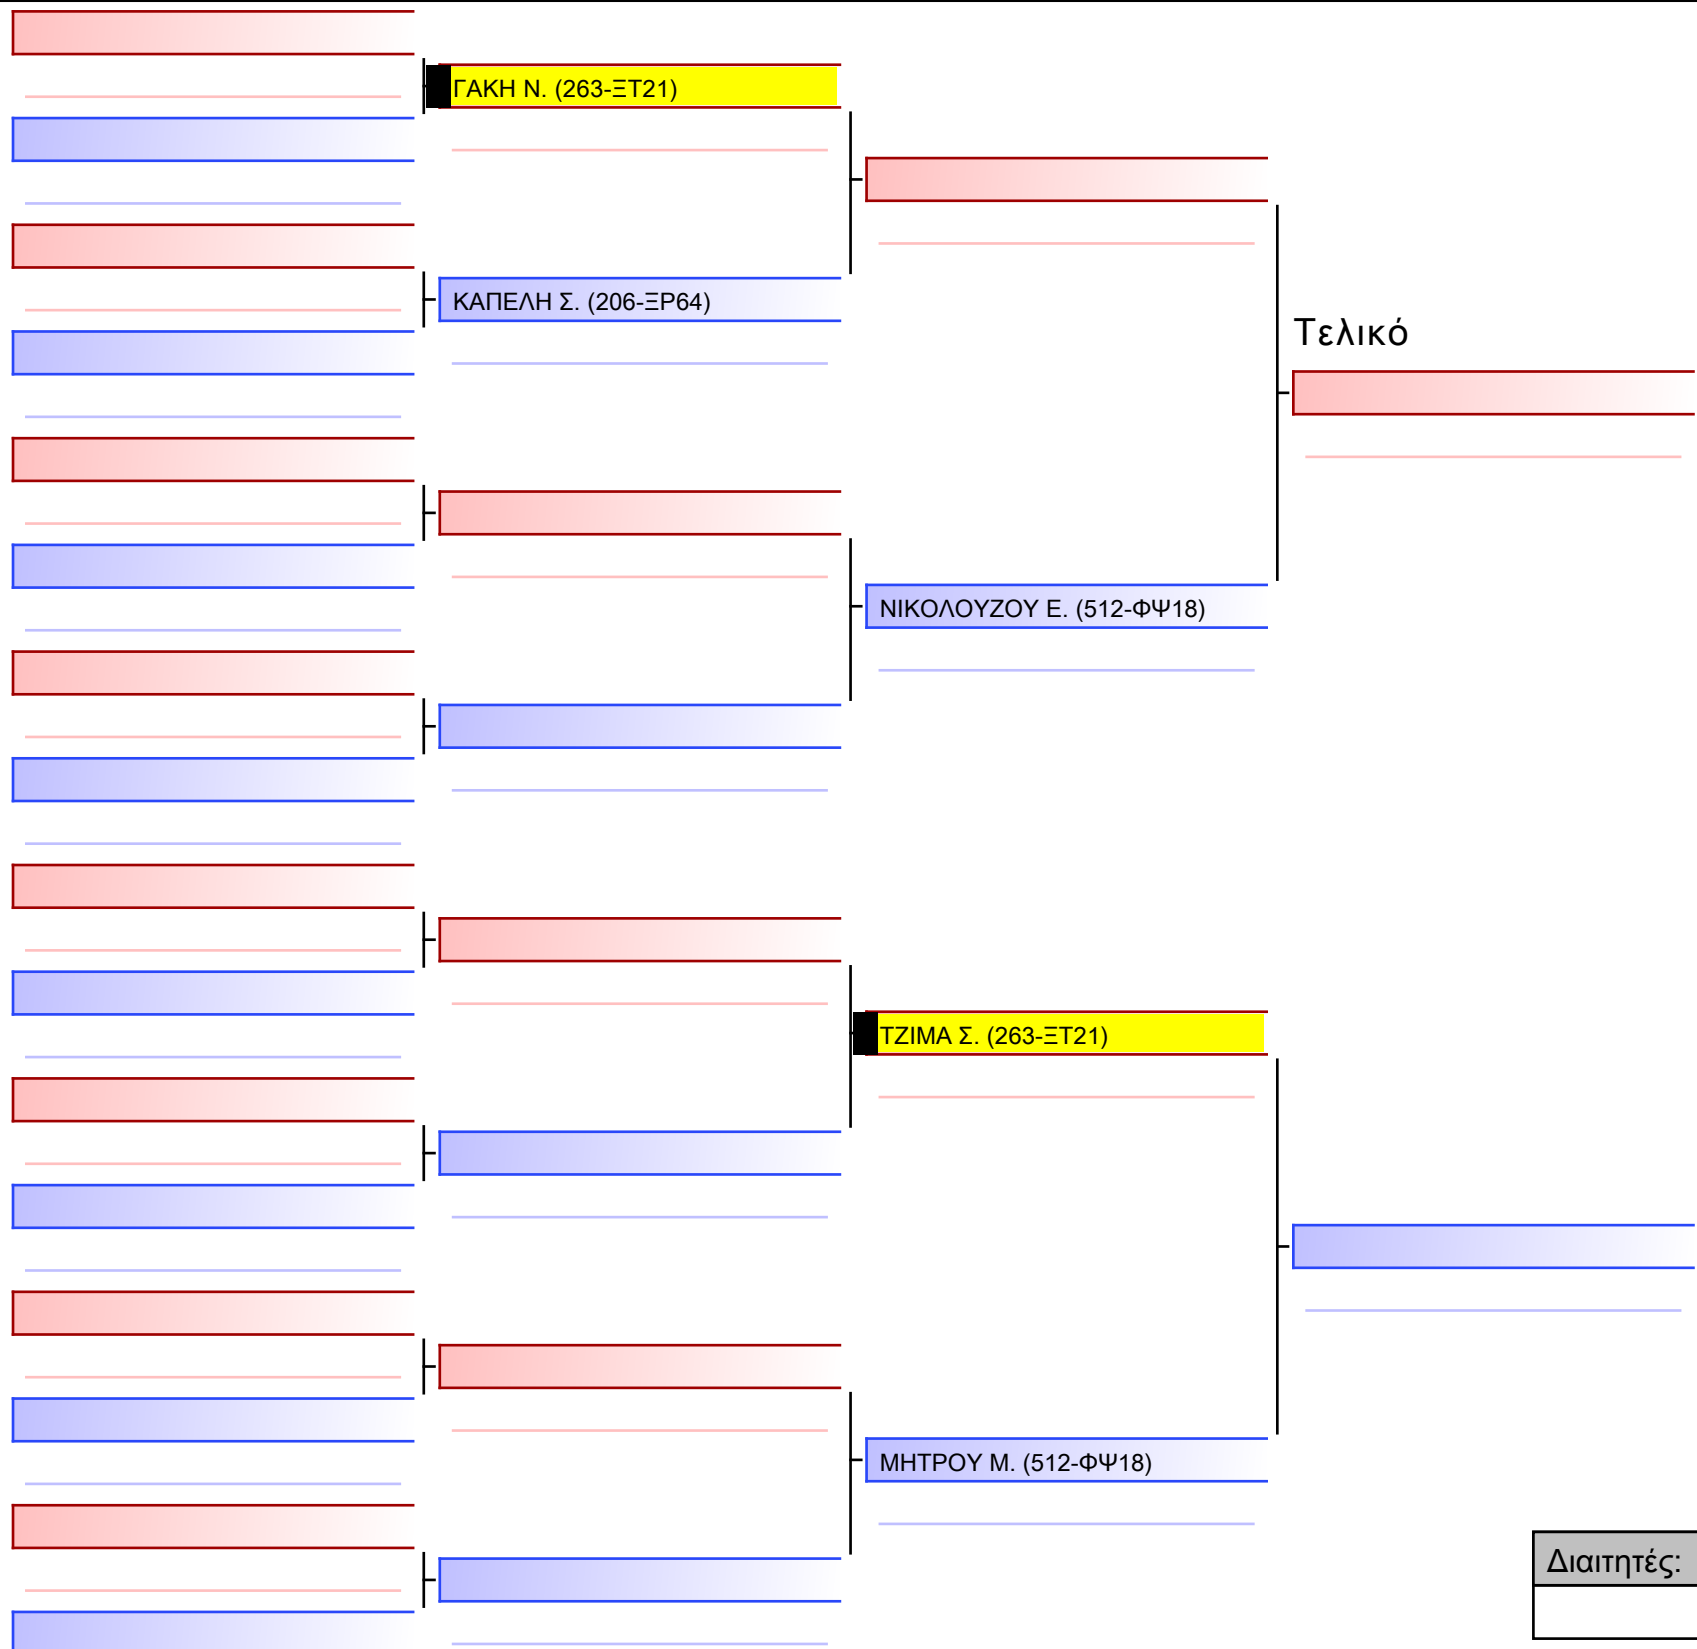 ΓΑΚΗ Ν. (263-ΞΤ21)
ΚΑΠΕΛΗ Σ. (206-ΞΡ64)
Τελικό
ΝΙΚΟΛΟΥΖΟΥ Ε. (512-ΦΨ18)
ΤΖΙΜΑ Σ. (263-ΞΤ21)
ΜΗΤΡΟΥ Μ. (512-ΦΨ18)
Διαιτητές: